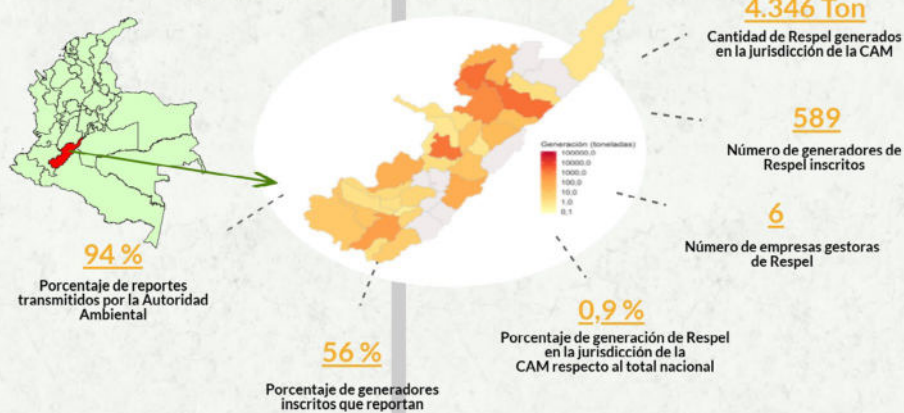 4.346 Ton
Cantidad de Respel generados
en la jurisdicción de la CAM
589
Número de generadores de
Respel inscritos
6
Número de empresas gestoras
de Respel
0,9 %
Porcentaje de generación de Respel
en la jurisdicción de la
CAM respecto al total nacional
56 %
Porcentaje de generadores
inscritos que reportan
94 %
Porcentaje de reportes
transmitidos por la Autoridad
Ambiental
Generación (toneladas)
100000,0
10000,0
1000,0
100,0
10,0
1,0
0,1